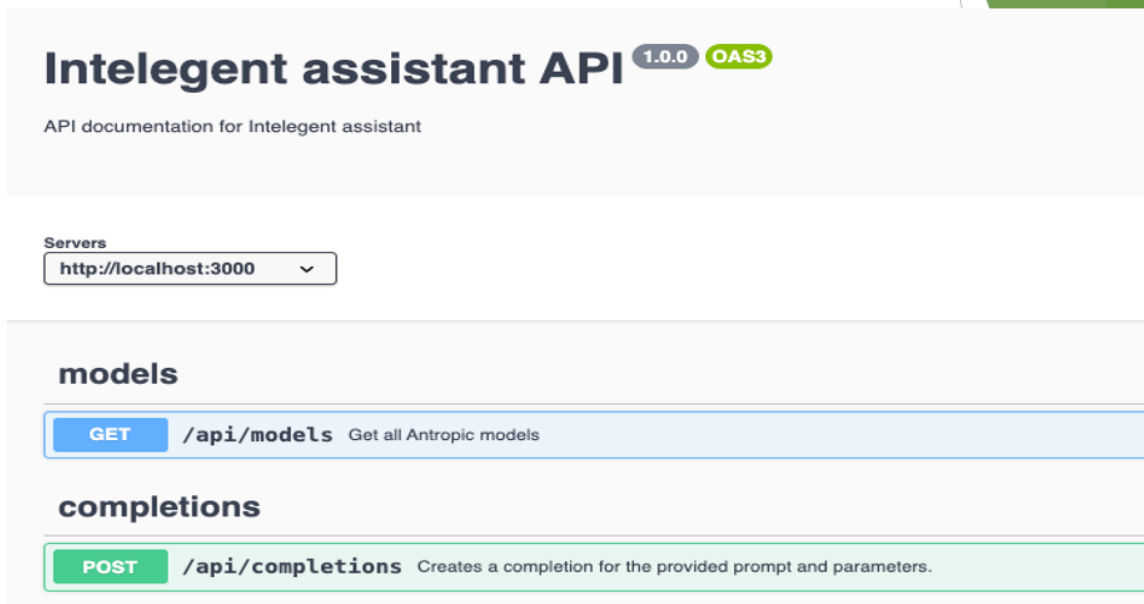 Intelegent assistant API 1.0.0 OAS3
API documentation for Intelegent assistant
Servers
http://localhost:3000
models
GET /api/models Get all Antropic models
completions
POST /api/completions Creates a completion for the provided prompt and parameters.